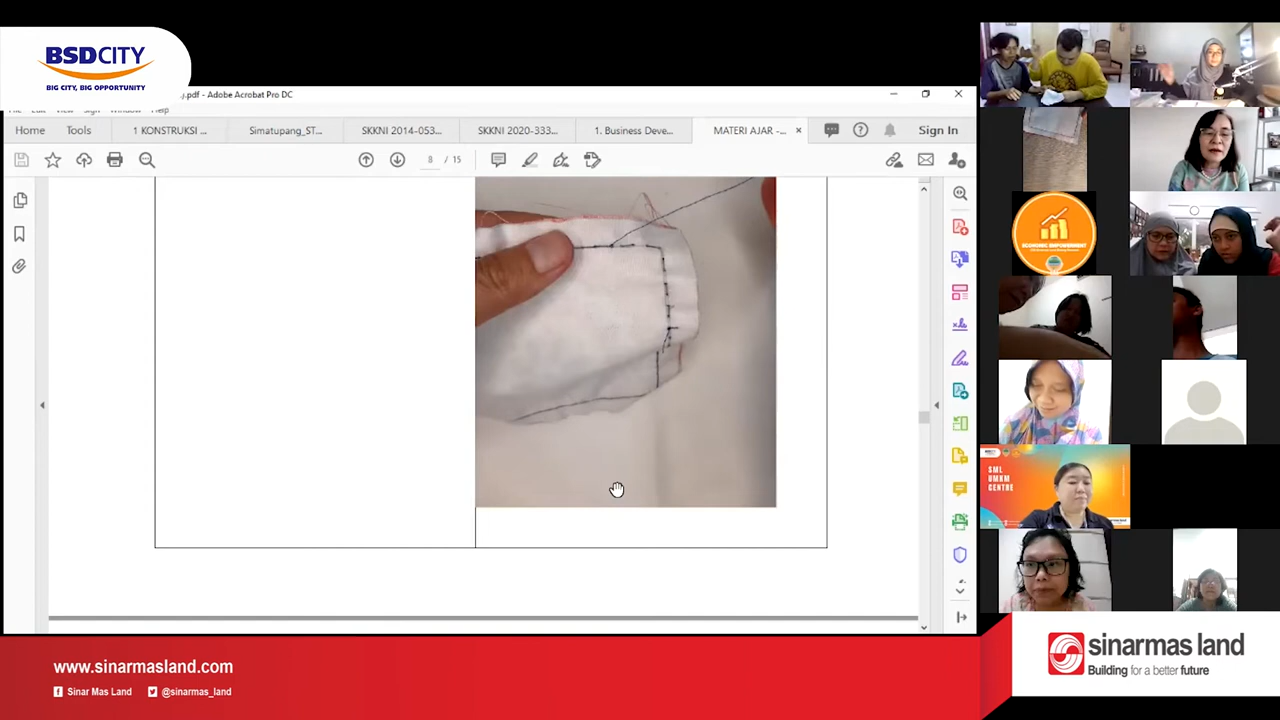 BSDCITY
BIG CITY, BIG OPPORTUNITY
.pdf - Adobe Acrobat Pro DC
Home
Tools
1 KONSTRUKSI ...
Simatupang_ST...
SKKNI 2014-053...
SKKNI 2020-333...
1. Business Deve...
MATERI AJAR -...
Sign In
8 / 15
ECONOMIC EMPOWERMENT
SML
UMKM
CENTRE
www.sinarmasland.com
Sinar Mas Land
@sinarmas_land
sinarmas land
Building for a better future